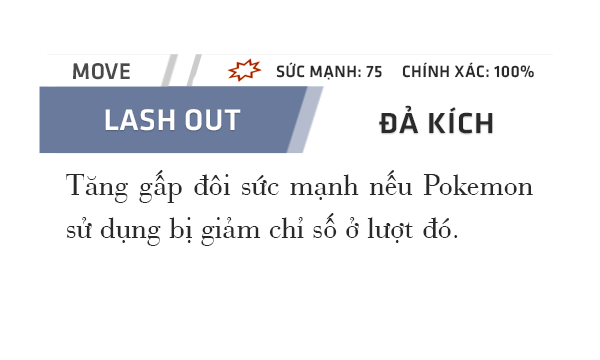 MOVE SỨC MẠNH: 75 CHÍNH XÁC: 100%
LASH OUT ĐẢ KÍCH
Tăng gấp đôi sức mạnh nếu Pokemon
sử dụng bị giảm chỉ số ở lượt đó.